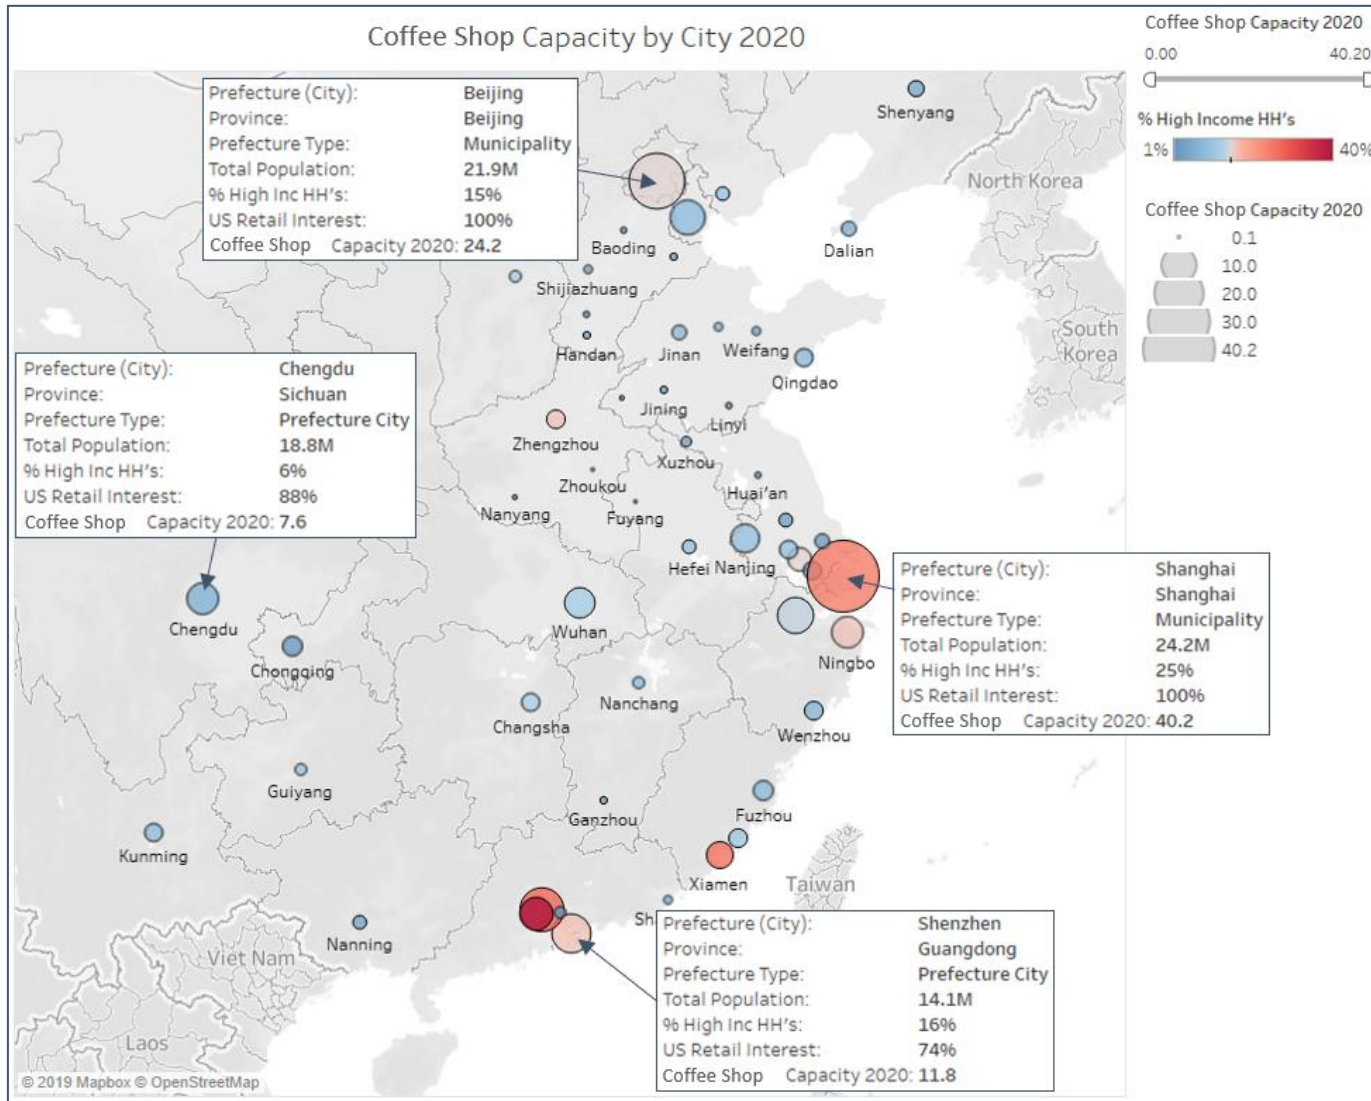 Coffee Shop Capacity by City 2020
Coffee Shop Capacity 2020
0.00 40.20
% High Income HH's
1% 40%
Coffee Shop Capacity 2020
0.1
10.0
20.0
30.0
40.2
Prefecture (City): Beijing
Province: Beijing
Prefecture Type: Municipality
Total Population: 21.9M
% High Inc HH's: 15%
US Retail Interest: 100%
Coffee Shop Capacity 2020: 24.2
Shenyang
North Korea
Baoding
Dalian
Shijiazhuang
South
Korea
Handan
Jinan
Weifang
Qingdao
Prefecture (City): Chengdu
Province: Sichuan
Prefecture Type: Prefecture City
Total Population: 18.8M
% High Inc HH's: 6%
US Retail Interest: 88%
Coffee Shop Capacity 2020: 7.6
Jining
Linyi
Zhengzhou
Xuzhou
Zhoukou
Huai'an
Nanyang
Fuyang
Hefei
Nanjing
Prefecture (City): Shanghai
Province: Shanghai
Prefecture Type: Municipality
Total Population: 24.2M
% High Inc HH's: 25%
US Retail Interest: 100%
Coffee Shop Capacity 2020: 40.2
Chengdu
Wuhan
Chongqing
Ningbo
Nanchang
Changsha
Wenzhou
Guiyang
Ganzhou
Fuzhou
Kunming
Xiamen
Taiwan
Sh
Nanning
Viet Nam
Laos
Prefecture (City): Shenzhen
Province: Guangdong
Prefecture Type: Prefecture City
Total Population: 14.1M
% High Inc HH's: 16%
US Retail Interest: 74%
Coffee Shop Capacity 2020: 11.8
© 2019 Mapbox © OpenStreetMap